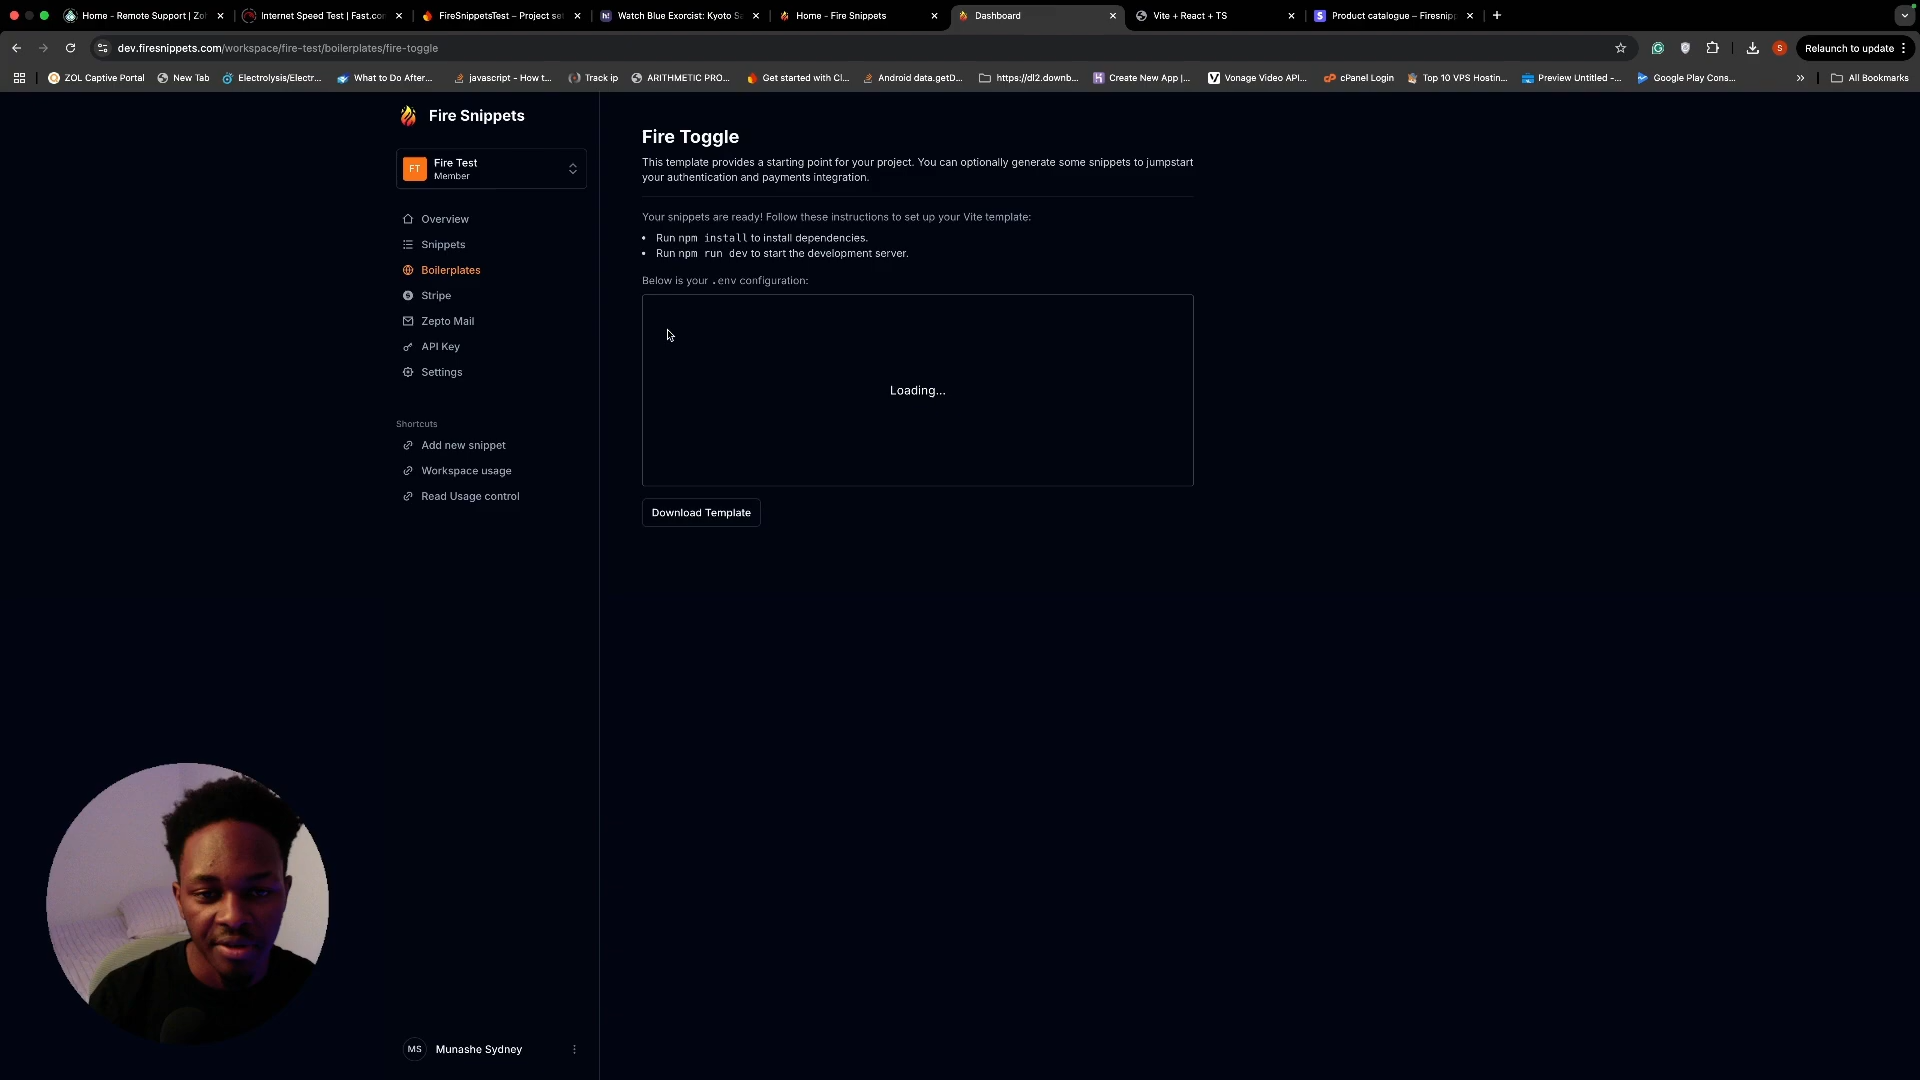 Home - Remote Support | Zo
Internet Speed Test | Fast.co
FireSnippetsTest – Project se
Watch Blue Exorcist: Kyoto S
Home - Fire Snippets
Dashboard
Vite + React + TS
Product catalogue – Firesnip
dev.firesnippets.com/workspace/fire-test/boilerplates/fire-toggle
S
Relaunch to update
ZOL Captive Portal
New Tab
Electrolysis/Electr...
What to Do After...
javascript - How t...
Track ip
ARITHMETIC PRO...
Get started with Cl...
Android data.getD...
https://dl2.downb...
Create New App |...
Vonage Video API...
cPanel Login
Top 10 VPS Hostin...
Preview Untitled -...
Google Play Cons...
All Bookmarks
Fire Snippets
FT
Fire Test
Member
Overview
Snippets
Boilerplates
Stripe
Zepto Mail
API Key
Settings
Shortcuts
Add new snippet
Workspace usage
Read Usage control
MS
Munashe Sydney
Fire Toggle
This template provides a starting point for your project. You can optionally generate some snippets to jumpstart
your authentication and payments integration.
Your snippets are ready! Follow these instructions to set up your Vite template:
• Run npm install to install dependencies.
• Run npm run dev to start the development server.
Below is your .env configuration:
Loading...
Download Template